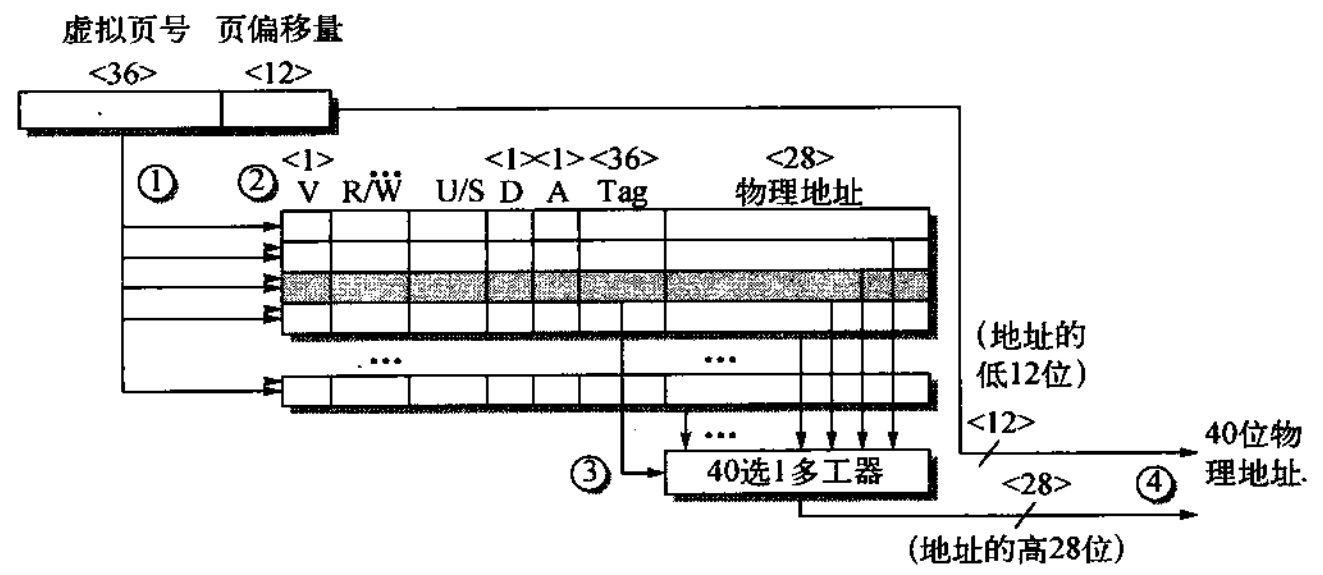 虚拟页号 页偏移量
<36> <12>
① ② <1> <1><1> <36> <28>
V R/W ... U/S D A Tag 物理地址
... ...
(地址的
低12位)
...
<12>
40位物
理地址.
③ 40选1多工器
<28> ④
(地址的高28位)